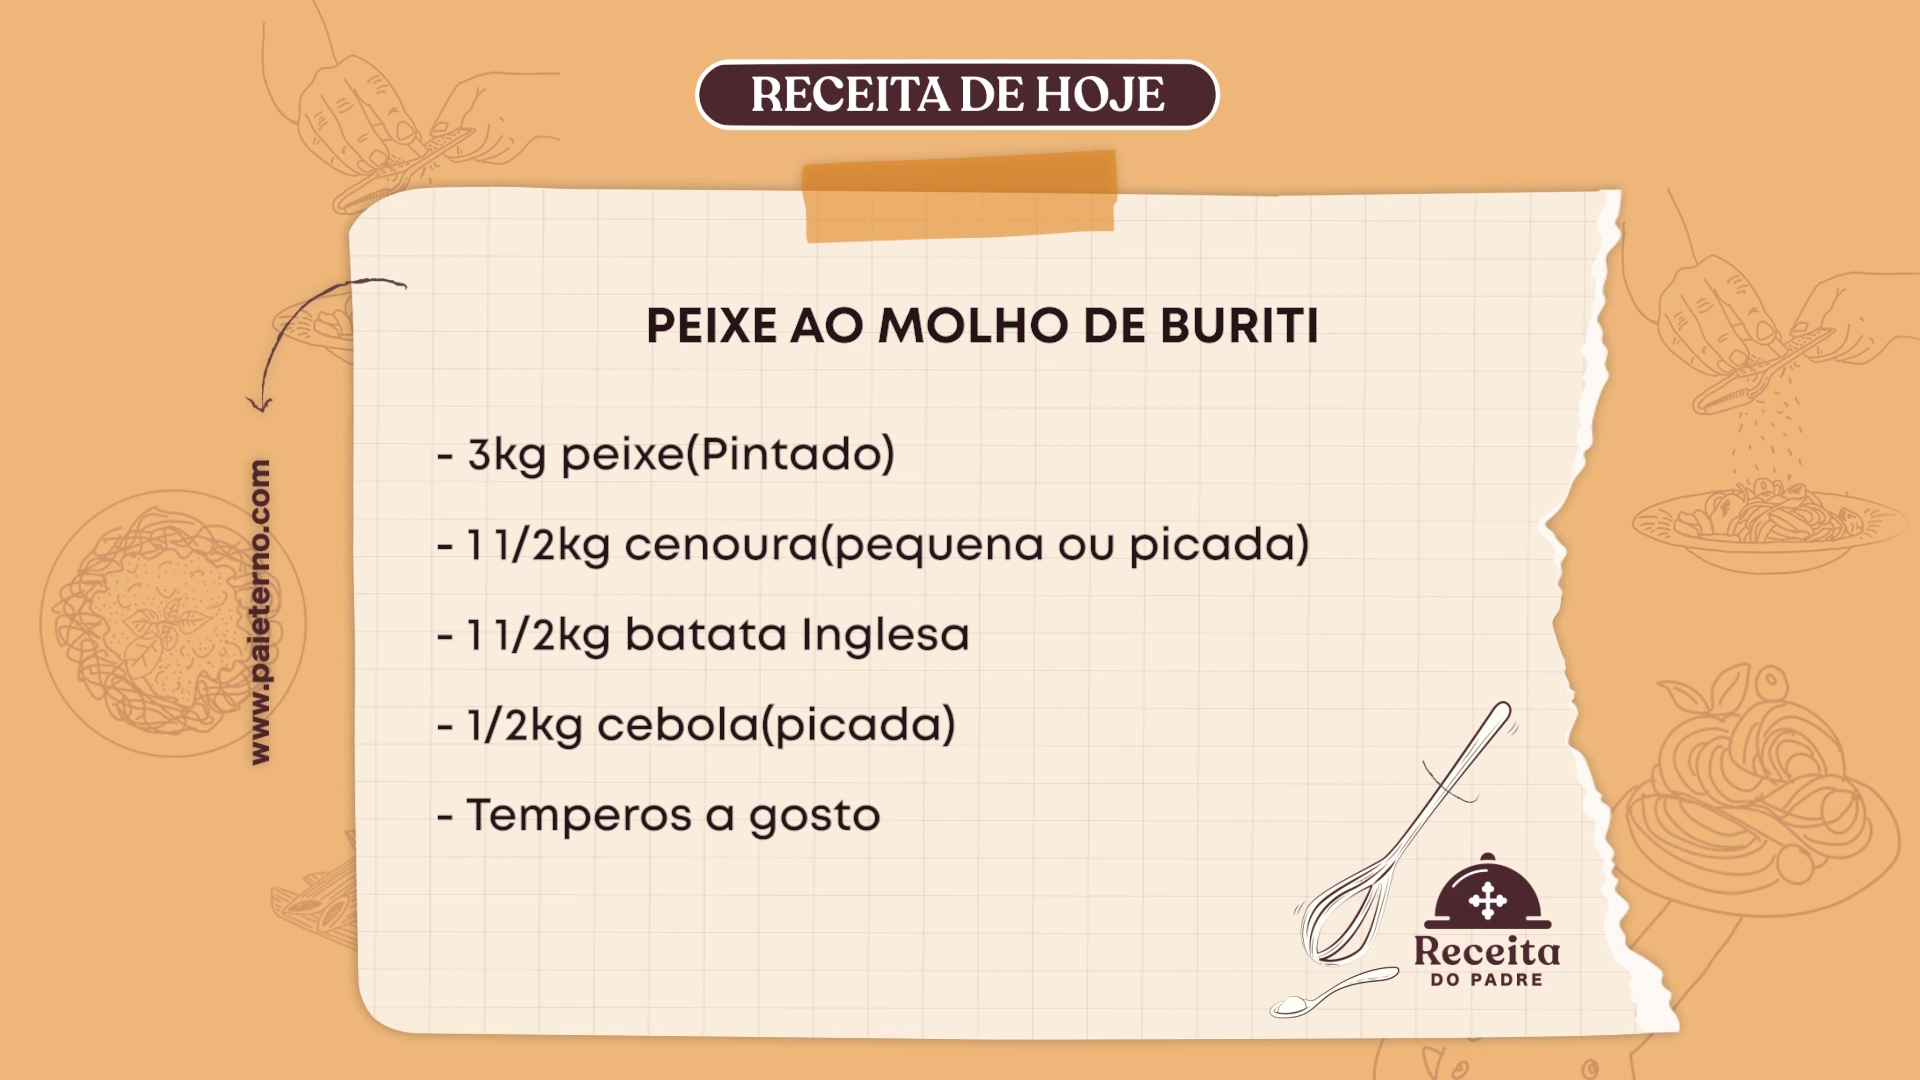 RECEITA DE HOJE
PEIXE AO MOLHO DE BURITI
- 3kg peixe(Pintado)
- 1 1/2kg cenoura(pequena ou picada)
- 1 1/2kg batata Inglesa
- 1/2kg cebola(picada)
- Temperos a gosto
www.paieterno.com
Receita
DO PADRE